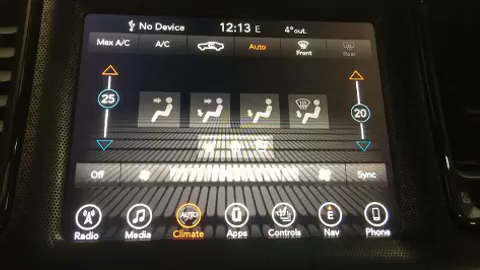 No Device 12:13 E 4°out.
Max A/C A/C Auto Front Rear
25 20
Off Sync
AUTO E
Radio Media Climate Apps Controls Nav Phone